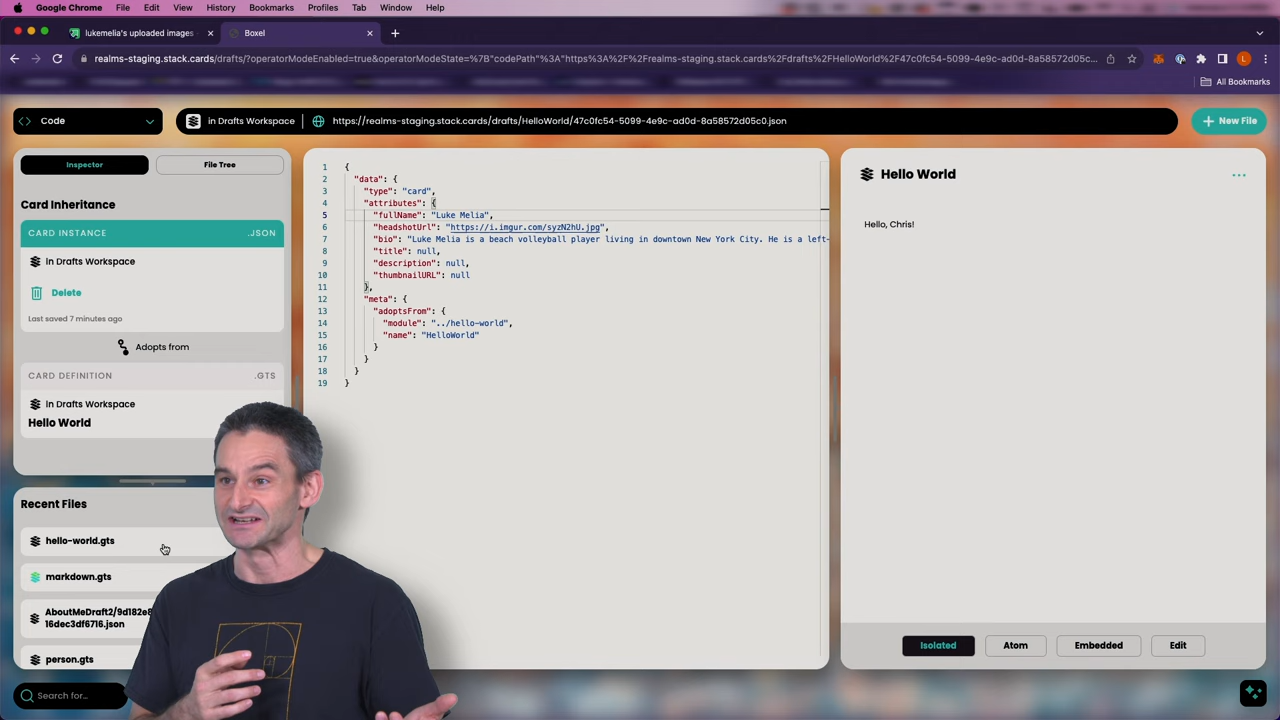 Google Chrome File Edit View History Bookmarks Profiles Tab Window Help
lukemelia's uploaded images
Boxel
realms-staging.stack.cards/drafts/?operatorModeEnabled=true&operatorModeState=%7B"codePath"%3A"https%3A%2F%2Frealms-staging.stack.cards%2Fdrafts%2FHelloWorld%2F47c0fc54-5099-4e9c-ad0d-8a58572d05c...
L
All Bookmarks
Code
in Drafts Workspace
https://realms-staging.stack.cards/drafts/HelloWorld/47c0fc54-5099-4e9c-ad0d-8a58572d05c0.json
+ New File
Inspector
File Tree
Card Inheritance
CARD INSTANCE .JSON
in Drafts Workspace
Delete
Last saved 7 minutes ago
Adopts from
CARD DEFINITION .GTS
in Drafts Workspace
Hello World
Recent Files
hello-world.gts
markdown.gts
AboutMeDraft2/9d182e8
16dec3df6716.json
person.gts
Search for...
1 {
2 "data": {
3 "type": "card",
4 "attributes": {
5 "fullName": "Luke Melia",
6 "headshotUrl": "https://i.imgur.com/syzN2hU.jpg",
7 "bio": "Luke Melia is a beach volleyball player living in downtown New York City. He is a left-
8 "title": null,
9 "description": null,
10 "thumbnailURL": null
11 },
12 "meta": {
13 "adoptsFrom": {
14 "module": "../hello-world",
15 "name": "HelloWorld"
16 }
17 }
18 }
19 }
Hello World
...
Hello, Chris!
Isolated
Atom
Embedded
Edit